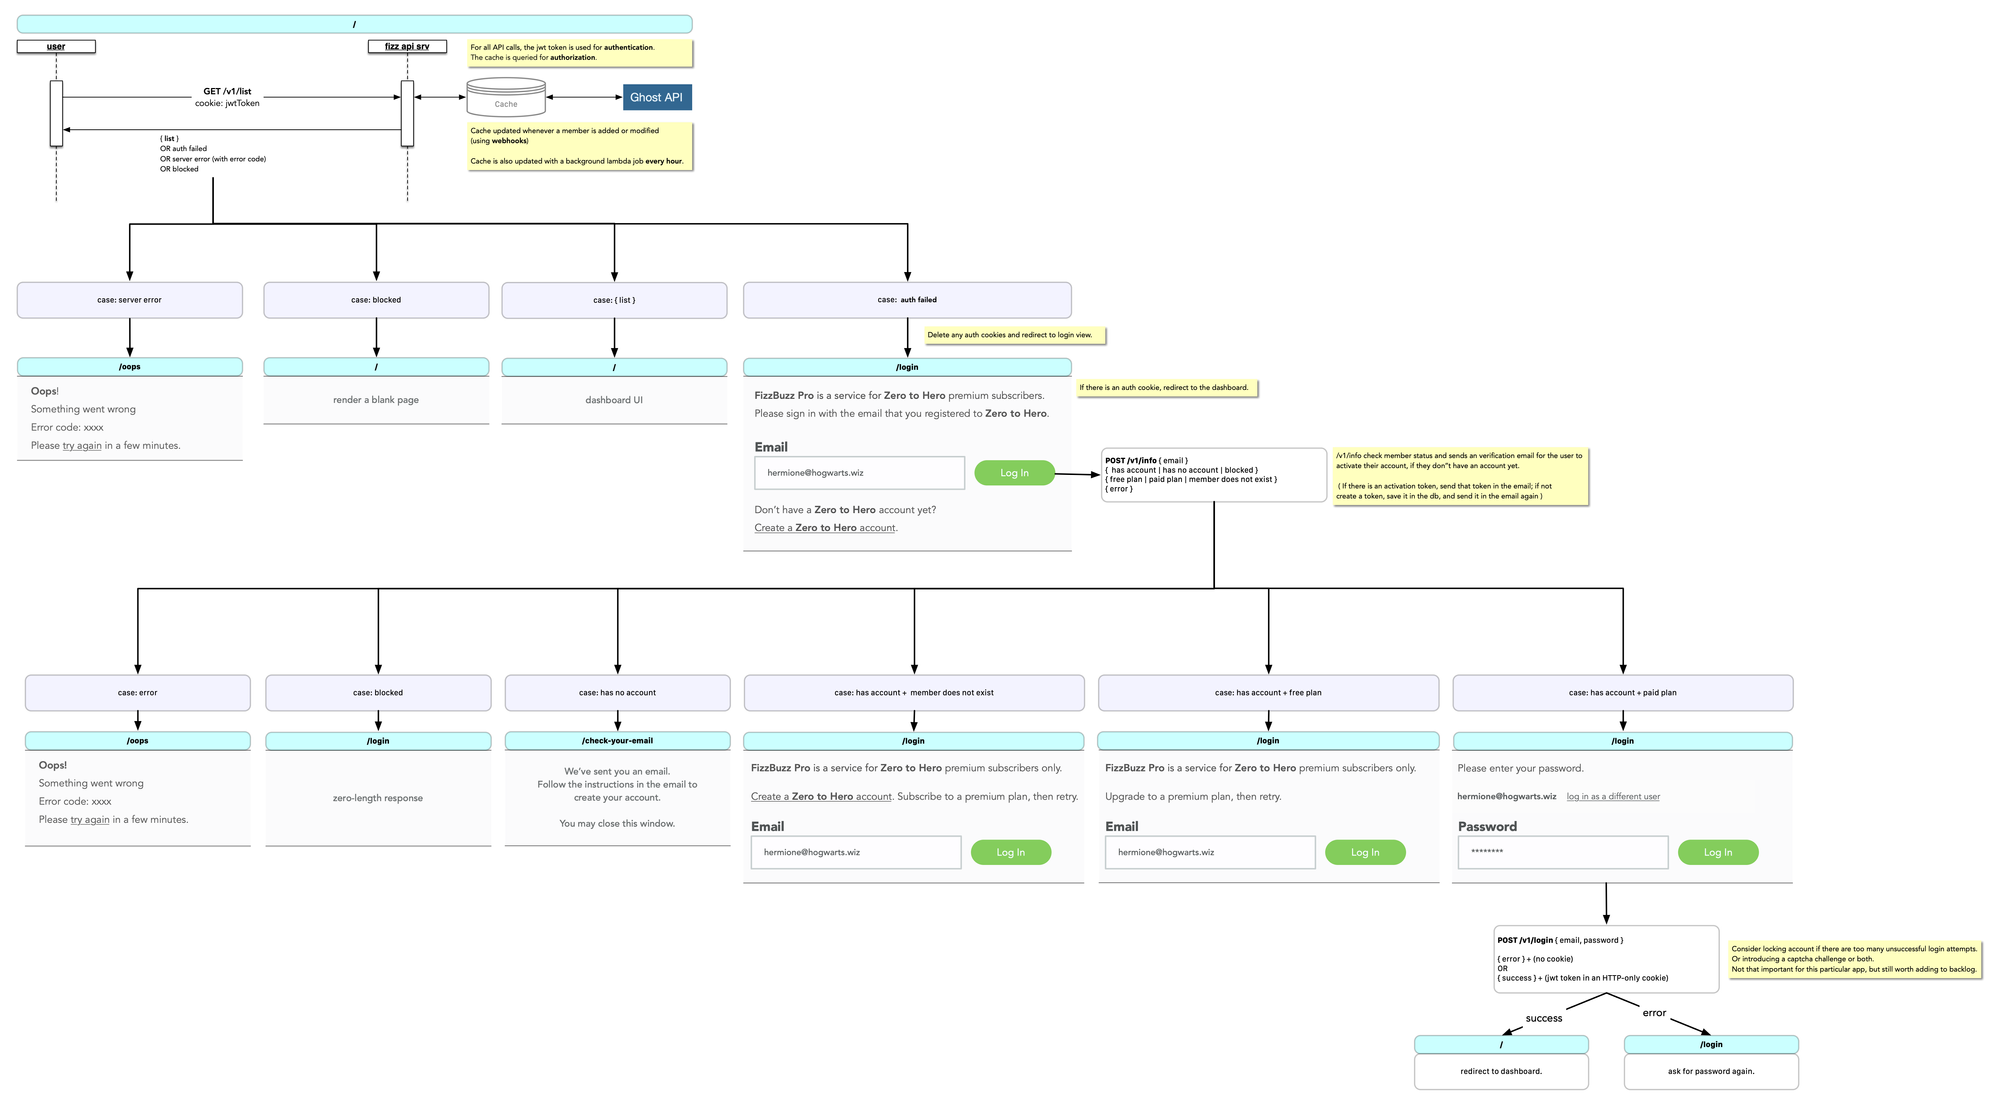 /
user
fizz api srv
For all API calls, the jwt token is used for authentication.
The cache is queried for authorization.
GET /v1/list
cookie: jwtToken
Cache
Ghost API
{ list }
OR auth failed
OR server error (with error code)
OR blocked
Cache updated whenever a member is added or modified
(using webhooks)
Cache is also updated with a background lambda job every hour.
case: server error
case: blocked
case: { list }
case: auth failed
Delete any auth cookies and redirect to login view.
/oops
Oops!
Something went wrong
Error code: xxxx
Please try again in a few minutes.
/
render a blank page
/
dashboard UI
/login
FizzBuzz Pro is a service for Zero to Hero premium subscribers.
Please sign in with the email that you registered to Zero to Hero.
Email
hermione@hogwarts.wiz
Log In
Don't have a Zero to Hero account yet?
Create a Zero to Hero account.
If there is an auth cookie, redirect to the dashboard.
POST /v1/info { email }
{ has account | has no account | blocked }
{ free plan | paid plan | member does not exist }
{ error }
/v1/info check member status and sends an verification email for the user to
activate their account, if they don"t have an account yet.
( If there is an activation token, send that token in the email; if not
create a token, save it in the db, and send it in the email again )
case: error
case: blocked
case: has no account
case: has account + member does not exist
case: has account + free plan
case: has account + paid plan
/oops
Oops!
Something went wrong
Error code: xxxx
Please try again in a few minutes.
/login
zero-length response
/check-your-email
We've sent you an email.
Follow the instructions in the email to
create your account.
You may close this window.
/login
FizzBuzz Pro is a service for Zero to Hero premium subscribers only.
Create a Zero to Hero account. Subscribe to a premium plan, then retry.
Email
hermione@hogwarts.wiz
Log In
/login
FizzBuzz Pro is a service for Zero to Hero premium subscribers only.
Upgrade to a premium plan, then retry.
Email
hermione@hogwarts.wiz
Log In
/login
Please enter your password.
hermione@hogwarts.wiz log in as a different user
Password
********
Log In
POST /v1/login { email, password }
{ error } + (no cookie)
OR
{ success } + (jwt token in an HTTP-only cookie)
Consider locking account if there are too many unsuccessful login attempts.
Or introducing a captcha challenge or both.
Not that important for this particular app, but still worth adding to backlog.
success
error
/
redirect to dashboard.
/login
ask for password again.